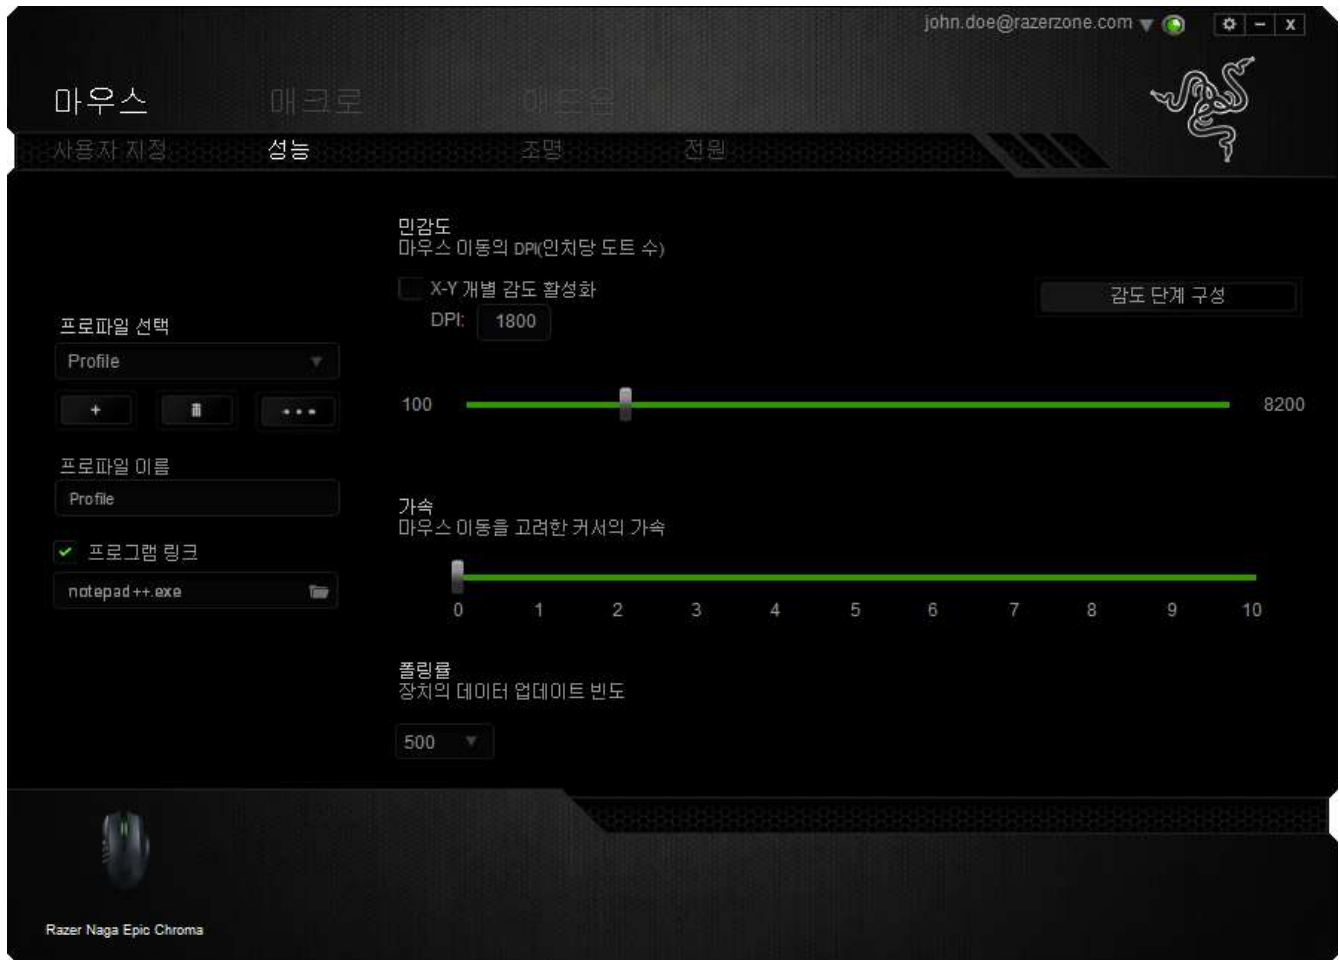 john.doe@razerzone.com
마우스 매크로 애드온
사용자 지정 성능 조명 전원
민감도
마우스 이동의 DPI(인치당 도트 수)
X-Y 개별 감도 활성화
감도 단계 구성
DPI: 1800
프로파일 선택
Profile
100 8200
프로파일 이름
Profile
가속
마우스 이동을 고려한 커서의 가속
프로그램 링크
notepad++.exe
0 1 2 3 4 5 6 7 8 9 10
폴링률
장치의 데이터 업데이트 빈도
500
Razer Naga Epic Chroma